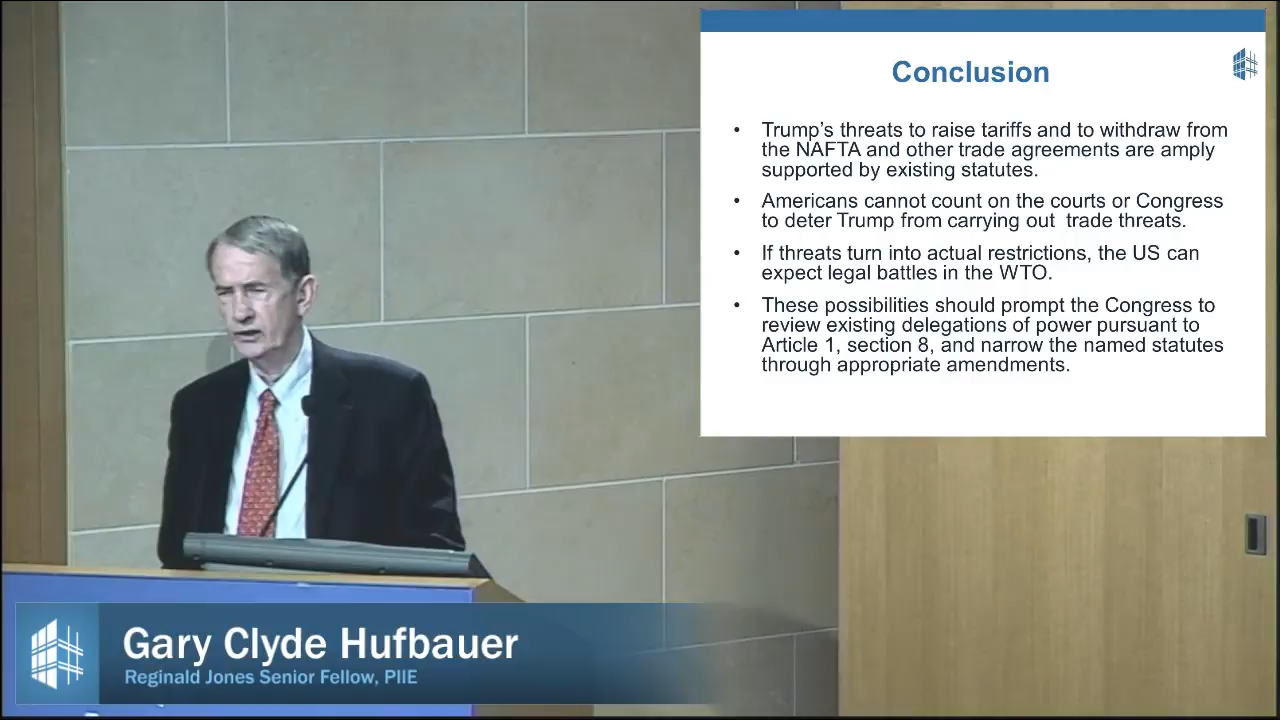 Conclusion
• Trump's threats to raise tariffs and to withdraw from
the NAFTA and other trade agreements are amply
supported by existing statutes.
• Americans cannot count on the courts or Congress
to deter Trump from carrying out  trade threats.
• If threats turn into actual restrictions, the US can
expect legal battles in the WTO.
• These possibilities should prompt the Congress to
review existing delegations of power pursuant to
Article 1, section 8, and narrow the named statutes
through appropriate amendments.
Gary Clyde Hufbauer
Reginald Jones Senior Fellow, PIIE